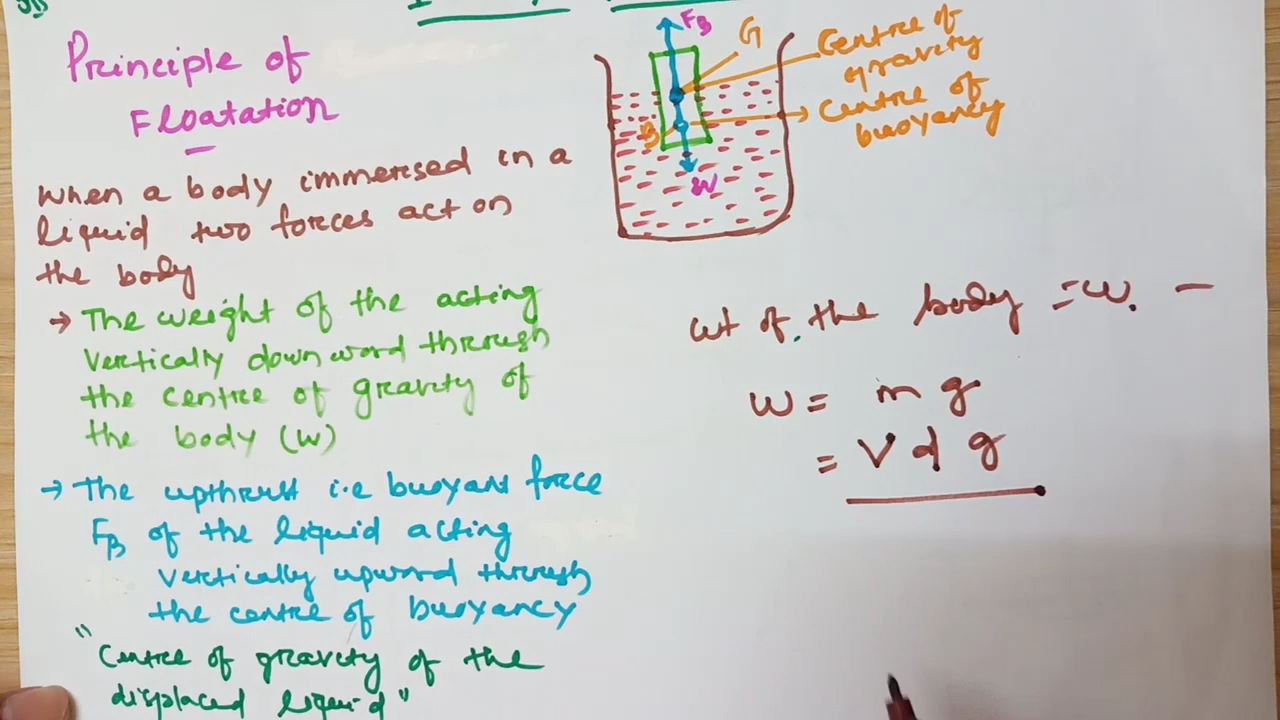 Principle of
Floatation
When a body immersed in a
liquid two forces act on
the body
→ The weight of the acting
vertically downword through
the centre of gravity of
the body (W)
→ The upthrust i.e buoyant force
FB of the liquid acting
vertically upword through
the centre of buoyancy
"Centre of gravity of the
displaced liquid"
FB
G
Centre of
gravity
Centre of
buoyancy
B
W
wt of the body = W. -
W = m g
= V d g